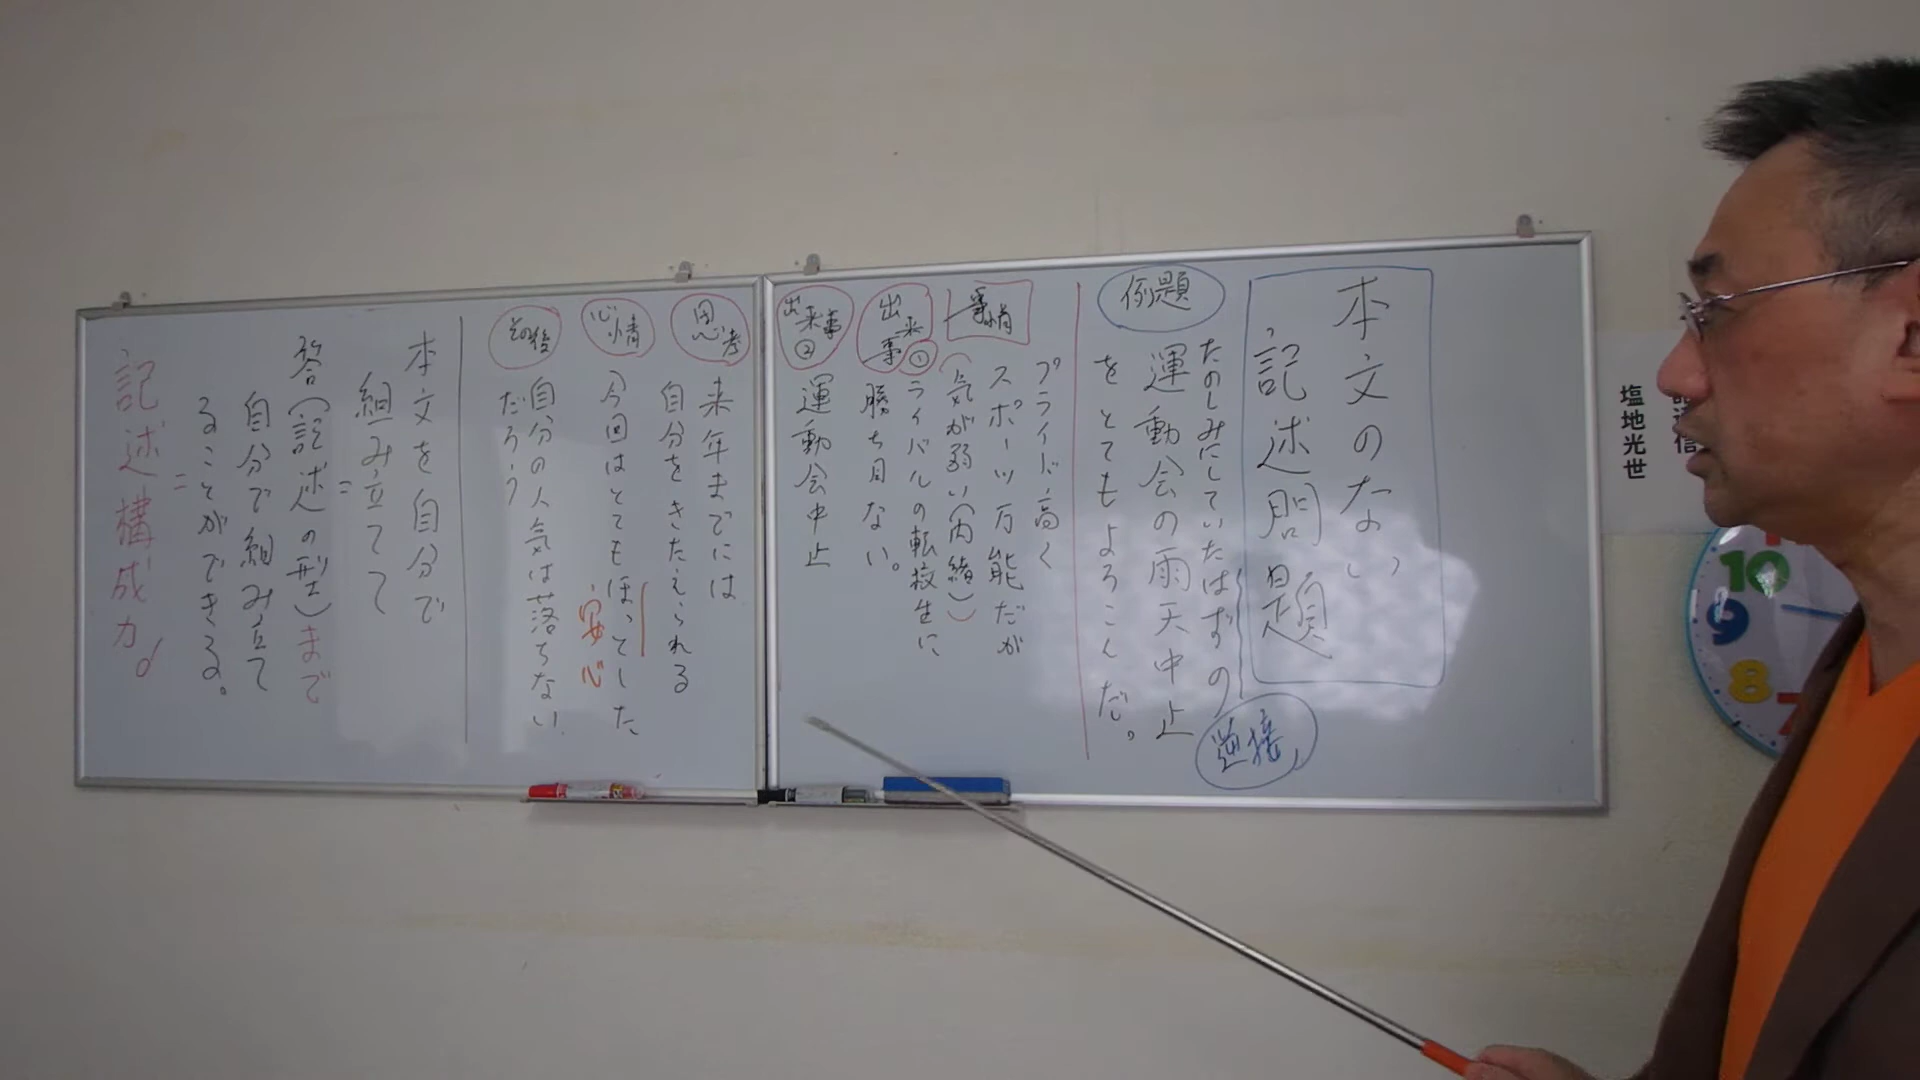 本文のない
記述問題
例題
たのしみにしていたはずの
逆接
運動会の雨天中止
をとてもよろこんだ。
事情
プライド高く
スポーツ万能だが
(気が弱い(内緒))
出来事①
ライバルの転校生に
勝ち目ない。
出来事②
運動会中止
思考
来年までには
自分をきたえられる
心情
今回はとてもほっとした
安心
その後
自分の人気は落ちない
だろう
本文を自分で
組み立てて
=
答(記述の型)まで
自分で組み立て
ることができる。
=
記述構成力
塩地光世
10
9
8
7